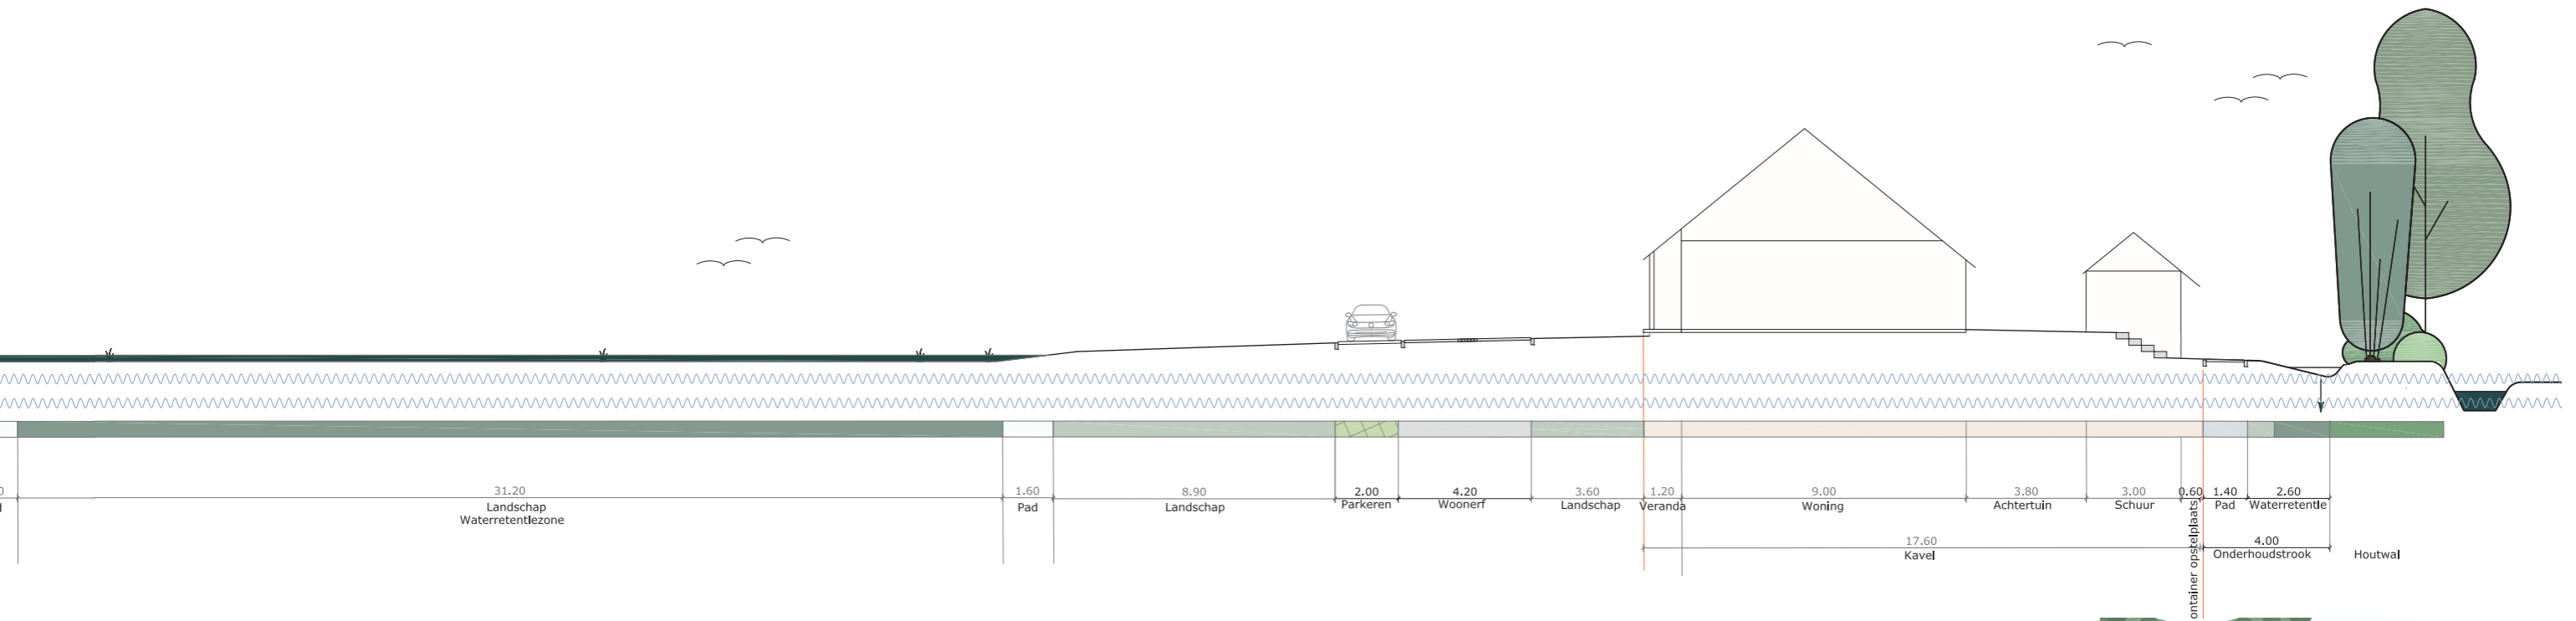 31.20
Landschap
Waterretentiezone
1.60
Pad
8.90
Landschap
2.00
Parkeren
4.20
Woonerf
3.60
Landschap
1.20
Veranda
9.00
Woning
3.80
Achtertuin
3.00
Schuur
0.60
ontainer opstelplaats
1.40
Pad
2.60
Waterretentie
17.60
Kavel
4.00
Onderhoudstrook
Houtwal